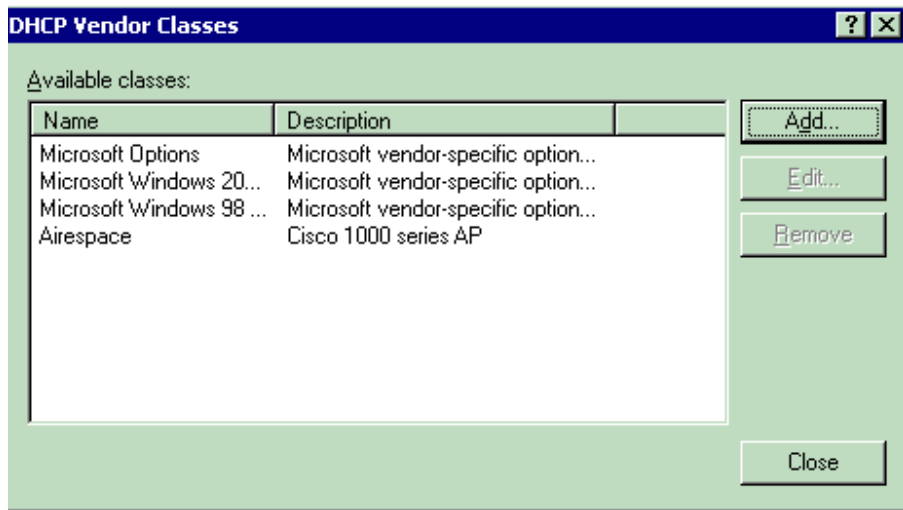 DHCP Vendor Classes
Available classes:
Name Description
Add...
Microsoft Options Microsoft vendor-specific option...
Microsoft Windows 20... Microsoft vendor-specific option...
Edit...
Microsoft Windows 98 ... Microsoft vendor-specific option...
Airespace Cisco 1000 series AP
Remove
Close